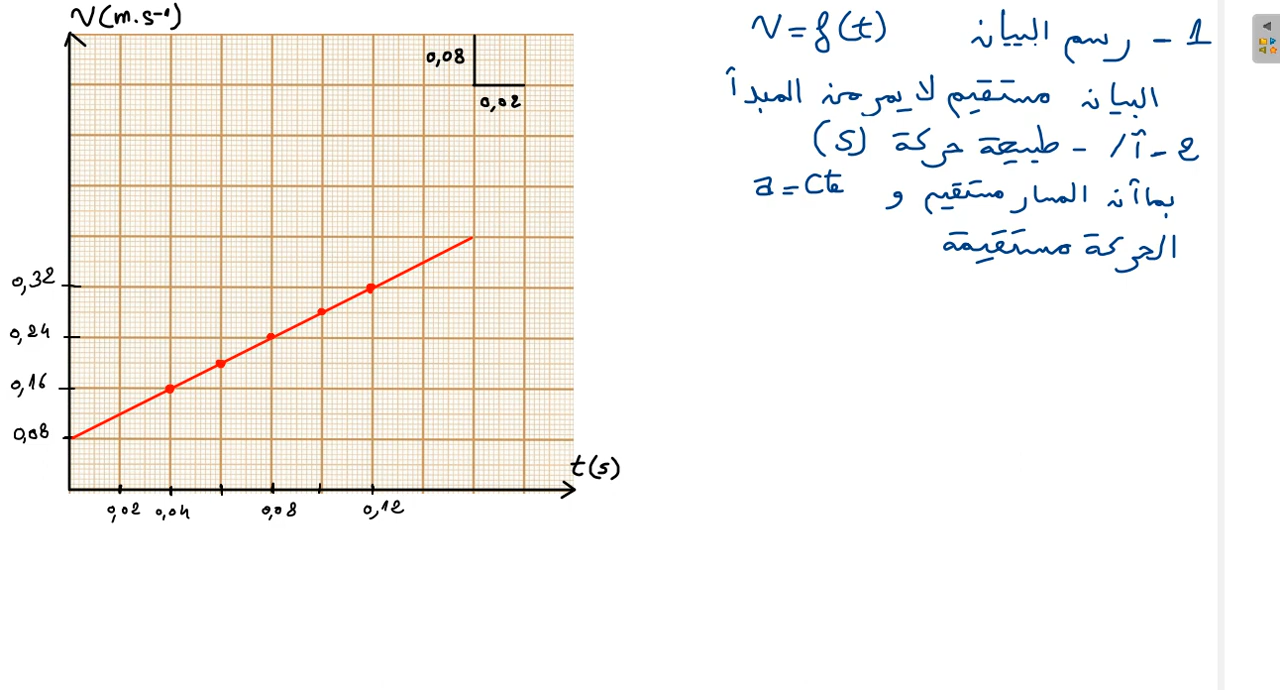 V(m.s⁻¹)
0,08
0,02
0,32
0,24
0,16
0,08
t(s)
0,02 0,04 0,08 0,12
1 - رسم البيان V = f(t)
البيان مستقيم لا يمر من المبدأ
2 - أ/ - طبيعة حركة (S)
بما أن المسار مستقيم و a = Cte
الحركة مستقيمة